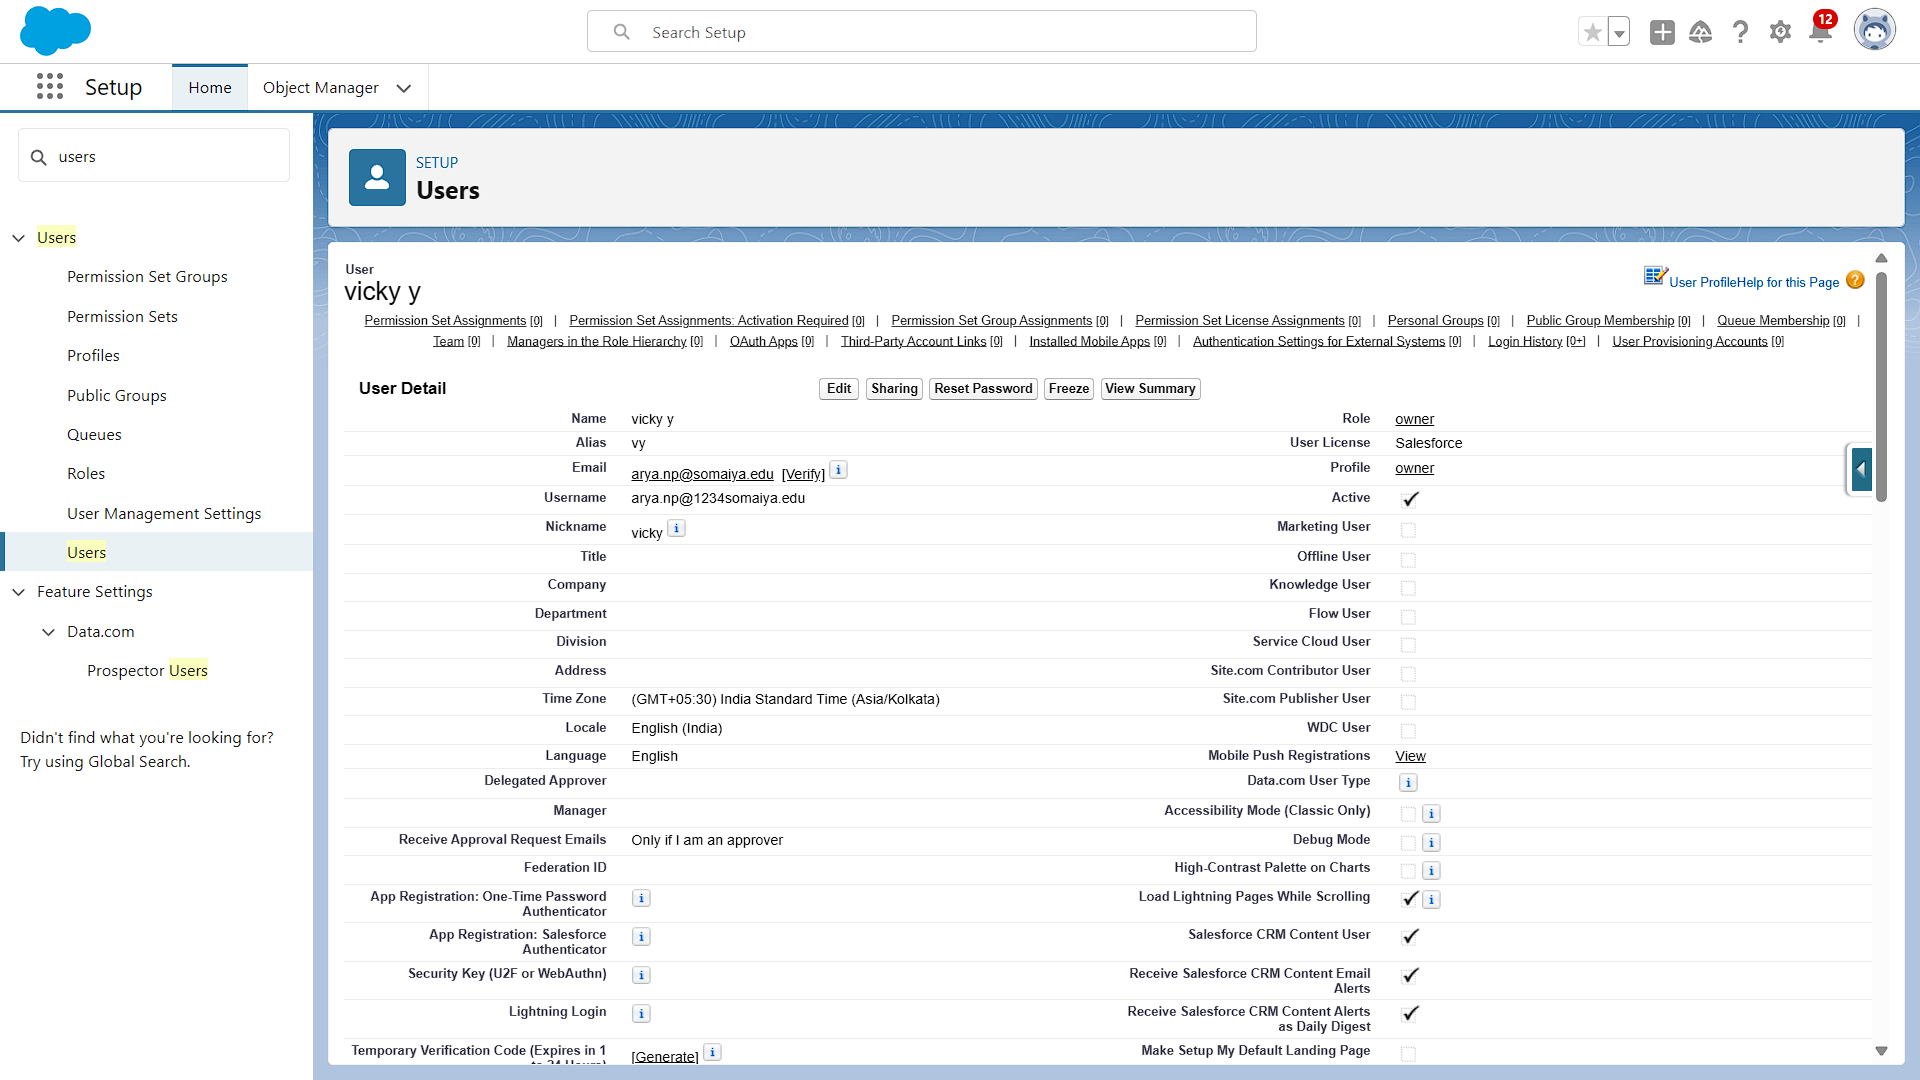 Search Setup
12
Setup
Home
Object Manager
users
Users
Permission Set Groups
Permission Sets
Profiles
Public Groups
Queues
Roles
User Management Settings
Users
Feature Settings
Data.com
Prospector Users
Didn't find what you're looking for?
Try using Global Search.
SETUP
Users
User
vicky y
User Profile Help for this Page
Permission Set Assignments [0] | Permission Set Assignments: Activation Required [0] | Permission Set Group Assignments [0] | Permission Set License Assignments [0] | Personal Groups [0] | Public Group Membership [0] | Queue Membership [0] |
Team [0] | Managers in the Role Hierarchy [0] | OAuth Apps [0] | Third-Party Account Links [0] | Installed Mobile Apps [0] | Authentication Settings for External Systems [0] | Login History [0+] | User Provisioning Accounts [0]
User Detail
Edit Sharing Reset Password Freeze View Summary
Name vicky y Role owner
Alias vy User License Salesforce
Email arya.np@somaiya.edu [Verify] i Profile owner
Username arya.np@1234somaiya.edu Active
Nickname vicky i Marketing User
Title Offline User
Company Knowledge User
Department Flow User
Division Service Cloud User
Address Site.com Contributor User
Time Zone (GMT+05:30) India Standard Time (Asia/Kolkata) Site.com Publisher User
Locale English (India) WDC User
Language English Mobile Push Registrations View
Delegated Approver Data.com User Type i
Manager Accessibility Mode (Classic Only) i
Receive Approval Request Emails Only if I am an approver Debug Mode i
Federation ID High-Contrast Palette on Charts i
App Registration: One-Time Password Authenticator i Load Lightning Pages While Scrolling i
App Registration: Salesforce Authenticator i Salesforce CRM Content User
Security Key (U2F or WebAuthn) i Receive Salesforce CRM Content Email Alerts
Lightning Login i Receive Salesforce CRM Content Alerts as Daily Digest
Temporary Verification Code (Expires in 1 [Generate] i Make Setup My Default Landing Page